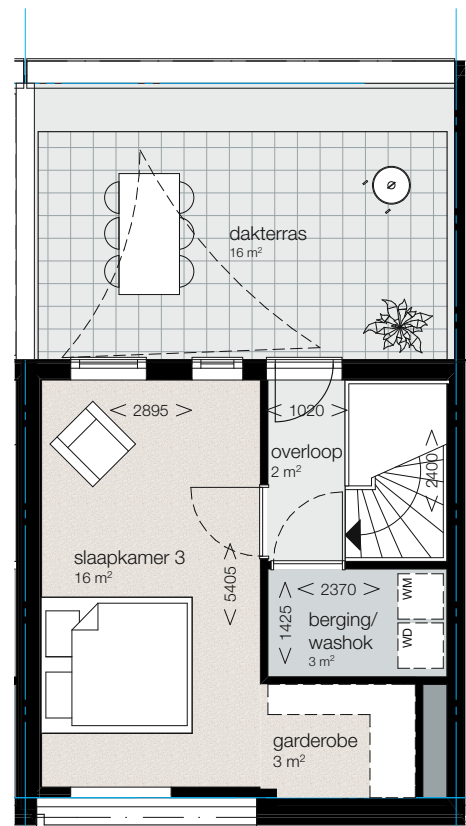 dakterras
16 m²
< 2895 >
< 1020 >
overloop
2 m²
< 2400 >
slaapkamer 3
16 m²
< 5405 >
< 2370 >
< 1425 >
berging/
washok
3 m²
WM
WD
garderobe
3 m²